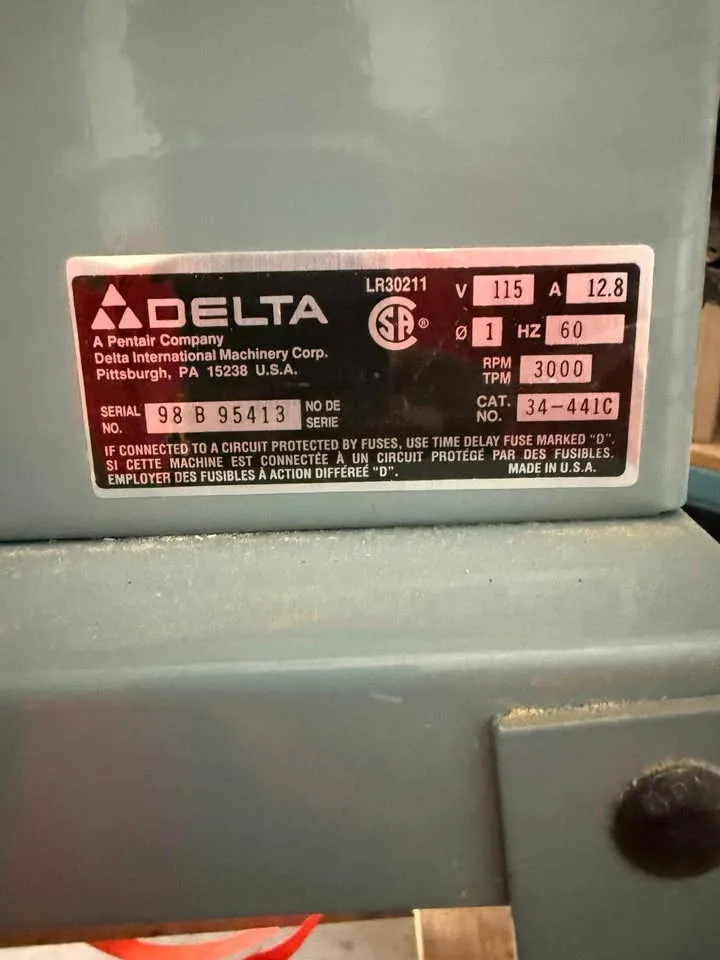 DELTA
A Pentair Company
Delta International Machinery Corp.
Pittsburgh, PA 15238 U.S.A.
LR30211
SA ®
V 115 A 12.8
Ø 1 HZ 60
RPM
TPM 3000
CAT.
NO. 34-441C
SERIAL
NO. 98 B 95413 NO DE
SERIE
IF CONNECTED TO A CIRCUIT PROTECTED BY FUSES, USE TIME DELAY FUSE MARKED "D".
SI CETTE MACHINE EST CONNECTÉE À UN CIRCUIT PROTÉGÉ PAR DES FUSIBLES.
EMPLOYER DES FUSIBLES À ACTION DIFFÉREÉ "D". MADE IN U.S.A.